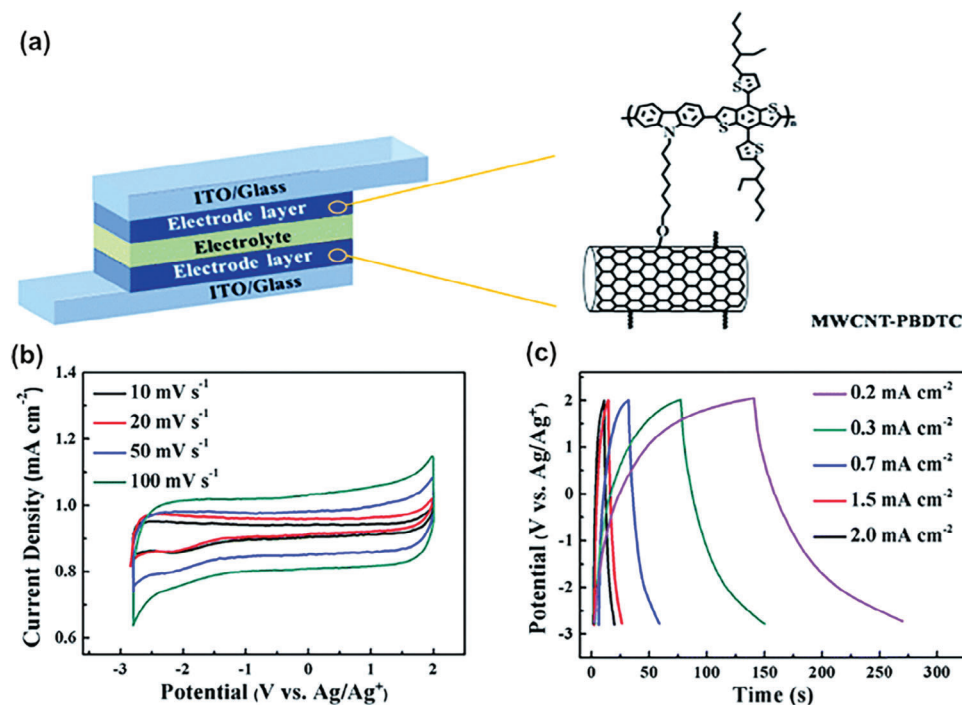 (a)
ITO/Glass
Electrode layer
Electrolyte
Electrode layer
ITO/Glass
S
S
N
S
S
n
O
MWCNT-PBDTC
(b)
1.4
1.2
1.0
0.8
0.6
Current Density (mA cm⁻²)
10 mV s⁻¹
20 mV s⁻¹
50 mV s⁻¹
100 mV s⁻¹
-3 -2 -1 0 1 2
Potential (V vs. Ag/Ag⁺)
(c)
3
2
1
0
-1
-2
-3
Potential (V vs. Ag/Ag⁺)
0.2 mA cm⁻²
0.3 mA cm⁻²
0.7 mA cm⁻²
1.5 mA cm⁻²
2.0 mA cm⁻²
0 50 100 150 200 250 300
Time (s)